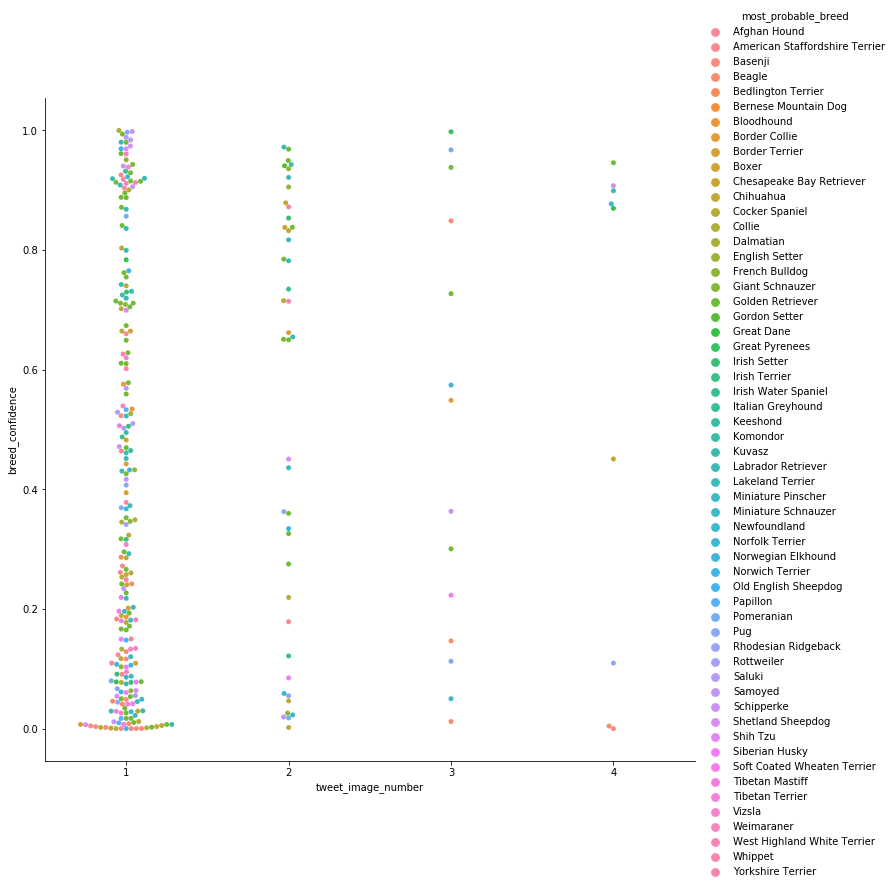 most_probable_breed
Afghan Hound
American Staffordshire Terrier
Basenji
Beagle
Bedlington Terrier
Bernese Mountain Dog
Bloodhound
Border Collie
Border Terrier
Boxer
Chesapeake Bay Retriever
Chihuahua
Cocker Spaniel
Collie
Dalmatian
English Setter
French Bulldog
Giant Schnauzer
Golden Retriever
Gordon Setter
Great Dane
Great Pyrenees
Irish Setter
Irish Terrier
Irish Water Spaniel
Italian Greyhound
Keeshond
Komondor
Kuvasz
Labrador Retriever
Lakeland Terrier
Miniature Pinscher
Miniature Schnauzer
Newfoundland
Norfolk Terrier
Norwegian Elkhound
Norwich Terrier
Old English Sheepdog
Papillon
Pomeranian
Pug
Rhodesian Ridgeback
Rottweiler
Saluki
Samoyed
Schipperke
Shetland Sheepdog
Shih Tzu
Siberian Husky
Soft Coated Wheaten Terrier
Tibetan Mastiff
Tibetan Terrier
Vizsla
Weimaraner
West Highland White Terrier
Whippet
Yorkshire Terrier
1.0
0.8
0.6
0.4
0.2
0.0
breed_confidence
1 2 3 4
tweet_image_number